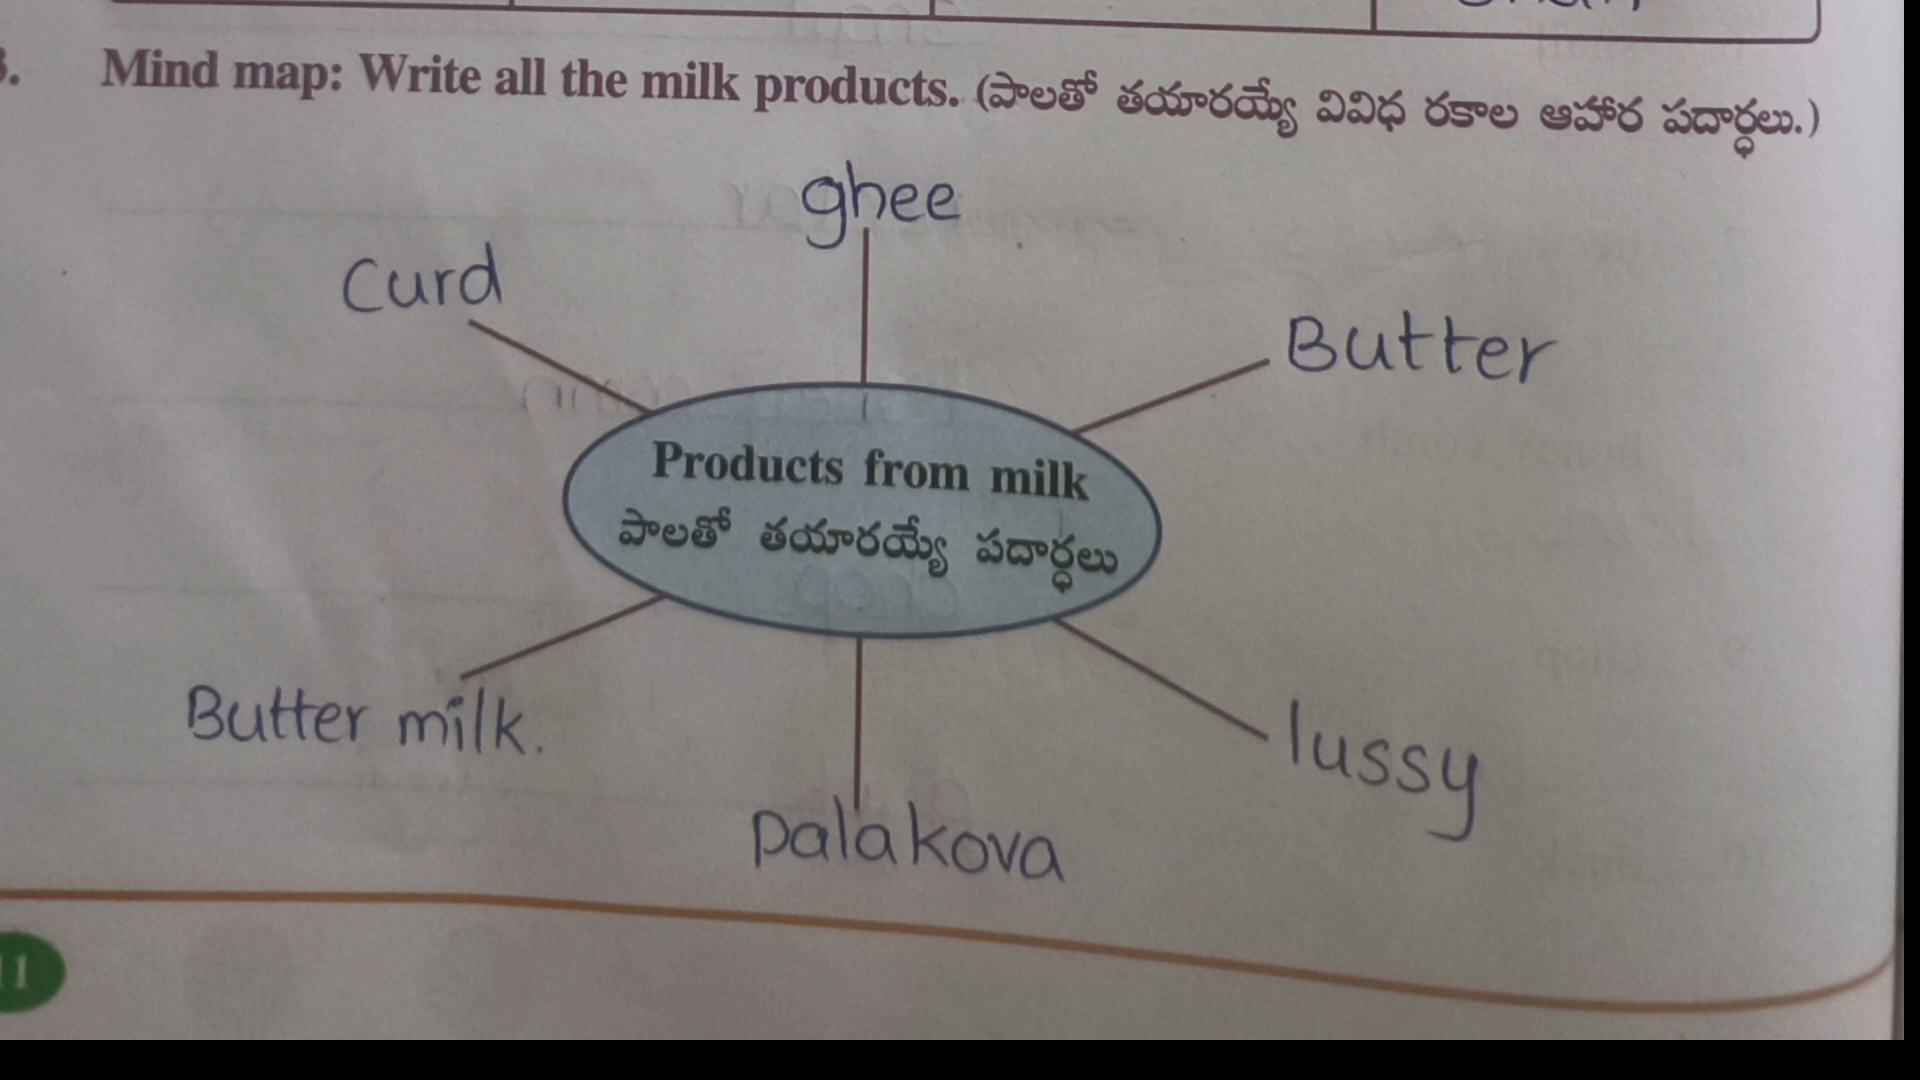 Mind map: Write all the milk products. (పాలతో తయారయ్యే వివిధ రకాల ఆహార పదార్థలు.)
ghee
Curd
Butter
Products from milk
పాలతో తయారయ్యే పదార్థలు
Butter milk.
lussy
Palakova
11